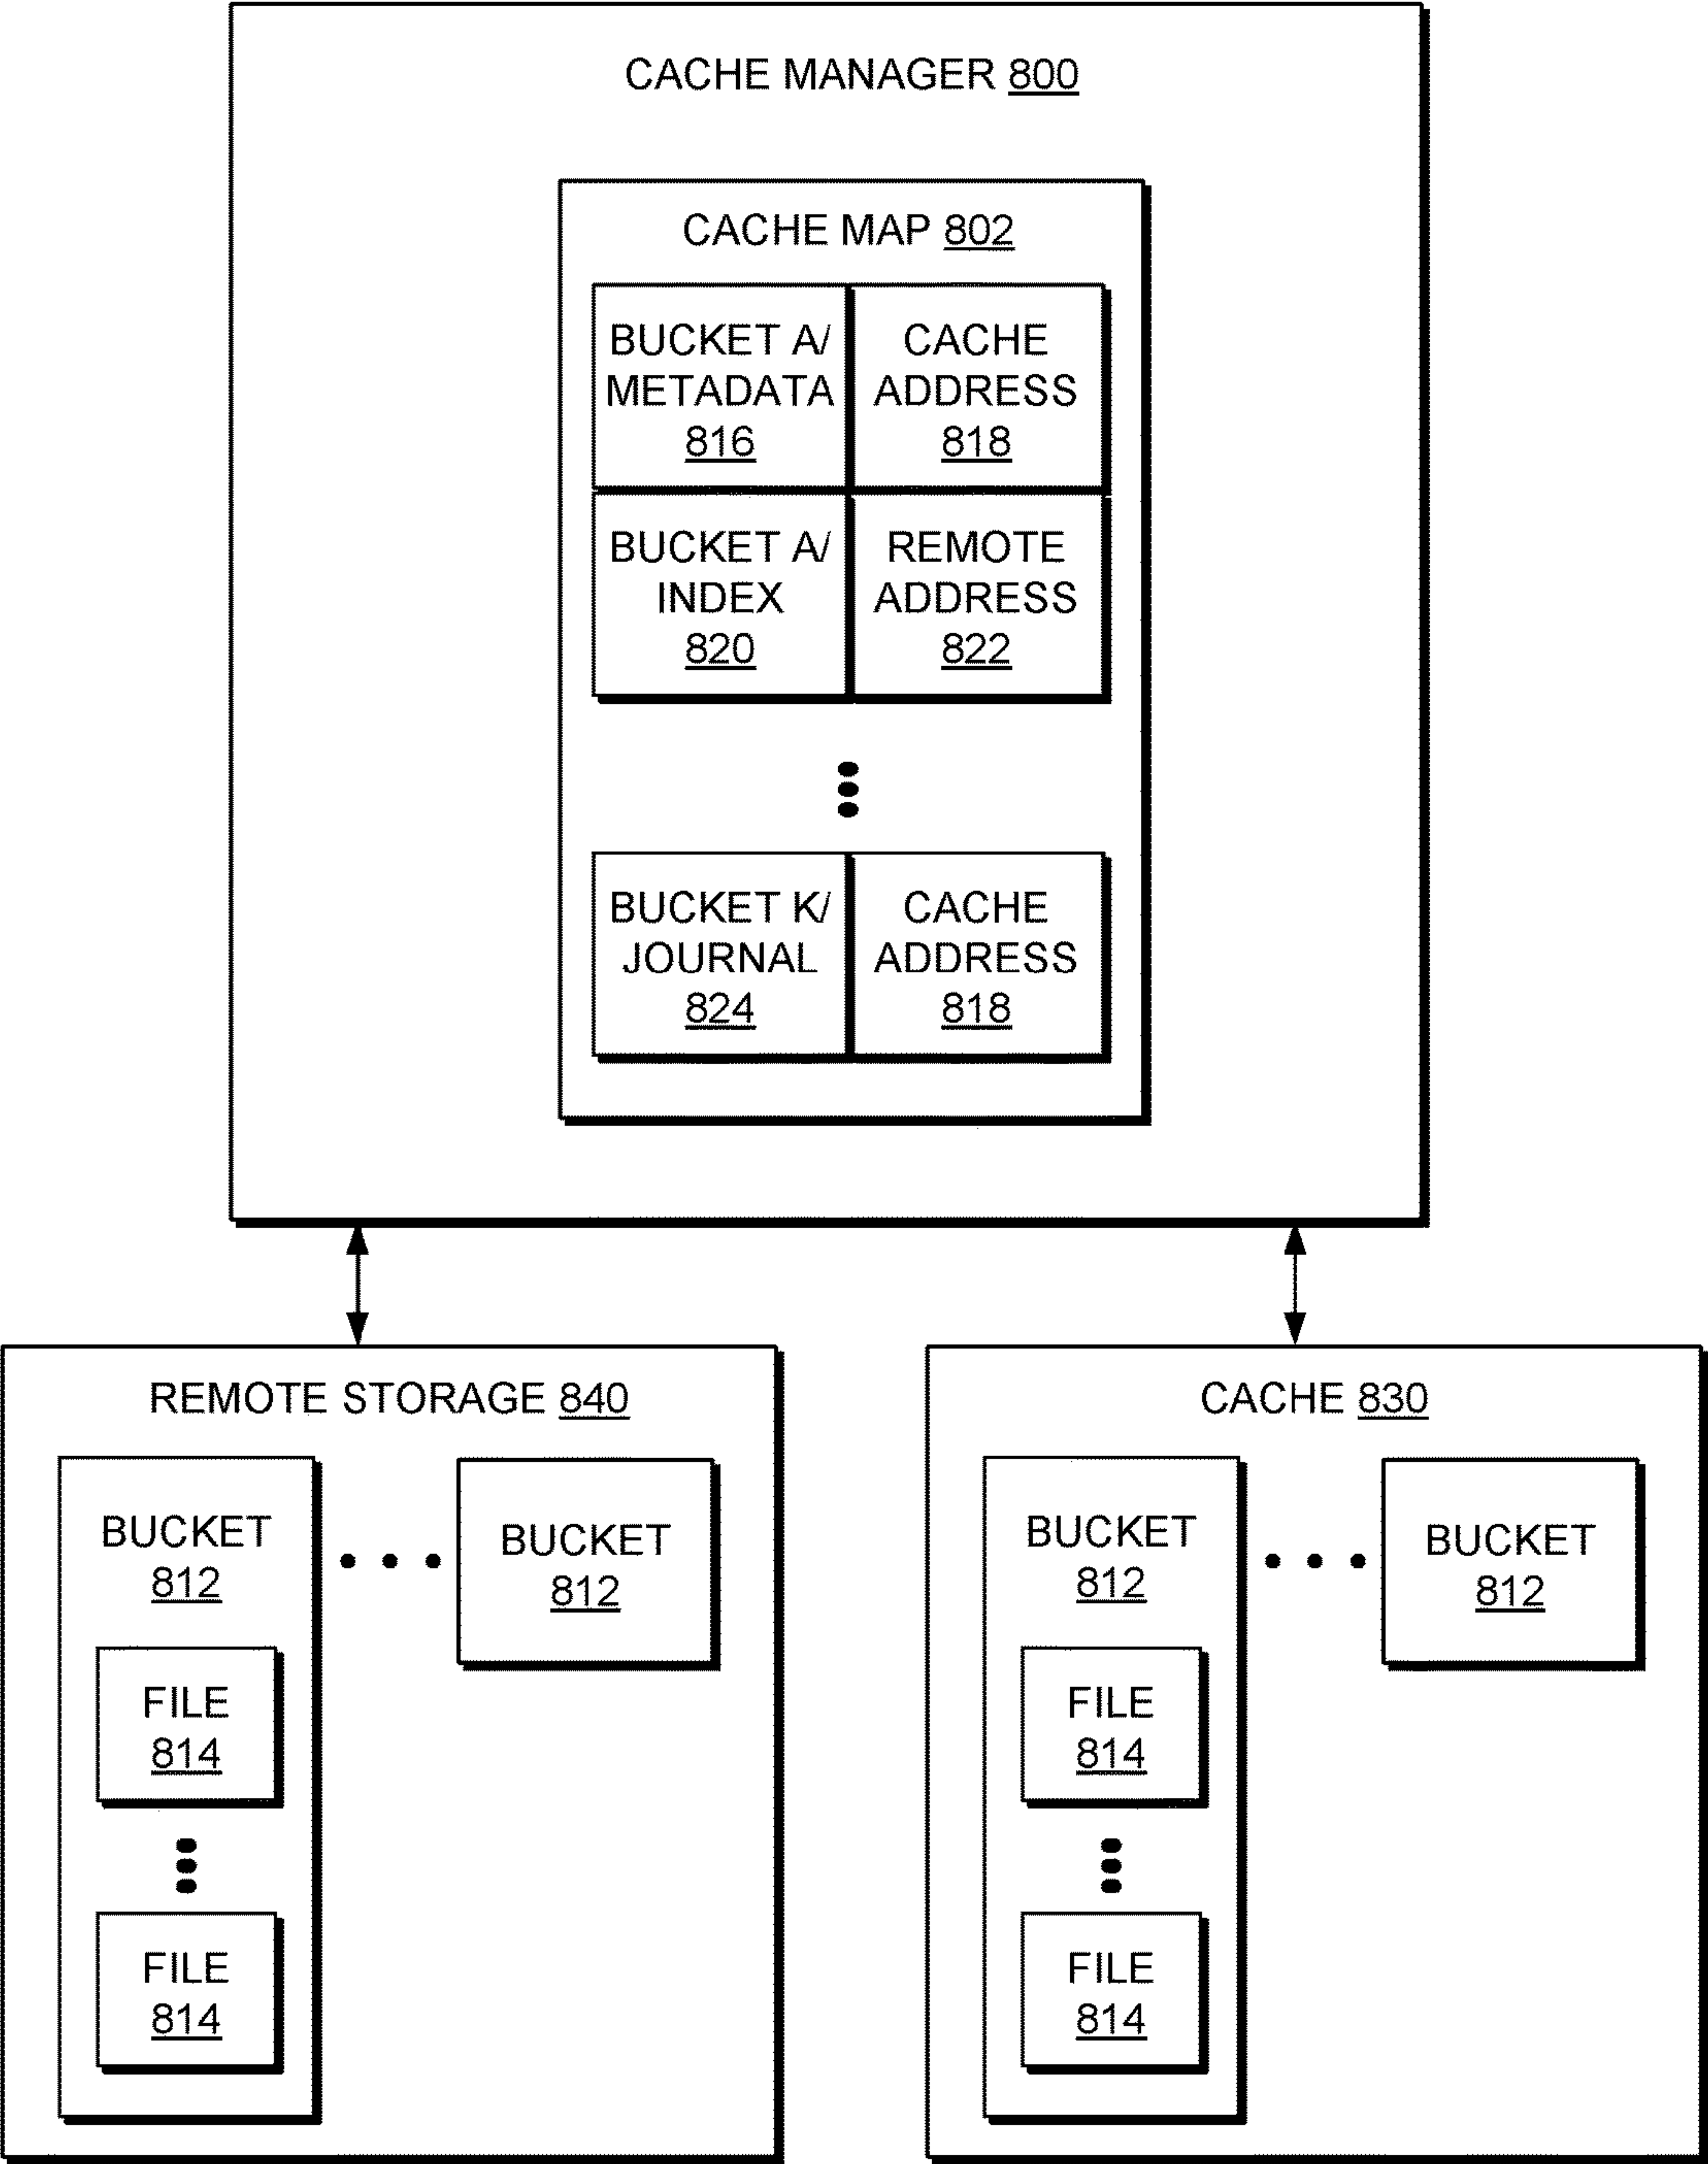 CACHE MANAGER 800
CACHE MAP 802
BUCKET A/
METADATA
816
CACHE
ADDRESS
818
BUCKET A/
INDEX
820
REMOTE
ADDRESS
822
BUCKET K/
JOURNAL
824
CACHE
ADDRESS
818
REMOTE STORAGE 840
BUCKET
812
FILE
814
FILE
814
BUCKET
812
CACHE 830
BUCKET
812
FILE
814
FILE
814
BUCKET
812